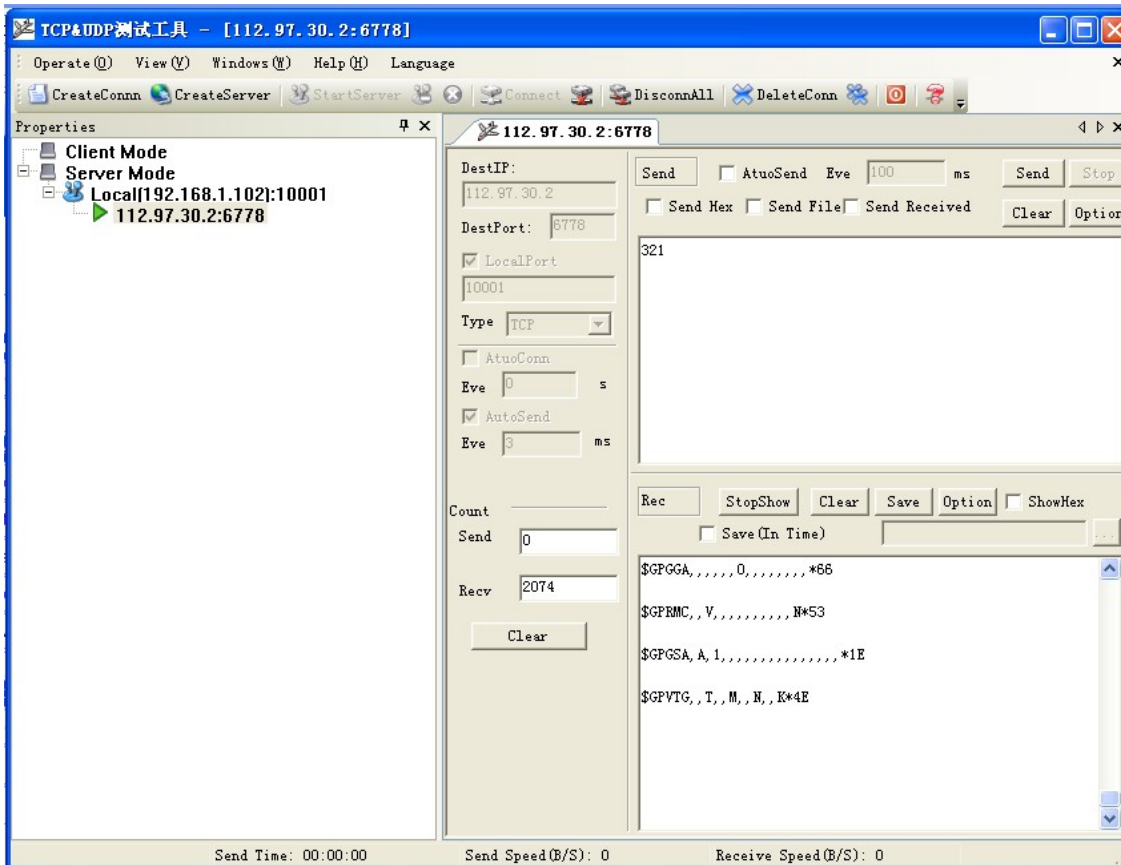 TCP&UDP测试工具 - [112.97.30.2:6778]
Operate(O) View(V) Windows(W) Help(H) Language
CreateConnn CreateServer StartServer Connect DisconnAll DeleteConn
Properties
Client Mode
Server Mode
Local(192.168.1.102):10001
112.97.30.2:6778
112.97.30.2:6778
DestIP:
112.97.30.2
DestPort: 6778
LocalPort
10001
Type TCP
AtuoConn
Eve 0 s
AutoSend
Eve 3 ms
Count
Send 0
Recv 2074
Clear
Send AtuoSend Eve 100 ms Send Stop
Send Hex Send File Send Received Clear Option
321
Rec StopShow Clear Save Option ShowHex
Save(In Time) ...
$GPGGA,,,,,,0,,,,,,,,*66
$GPRMC,,V,,,,,,,,,,N*53
$GPGSA,A,1,,,,,,,,,,,,,,,*1E
$GPVTG,,T,,M,,N,,K*4E
Send Time: 00:00:00 Send Speed(B/S): 0 Receive Speed(B/S): 0